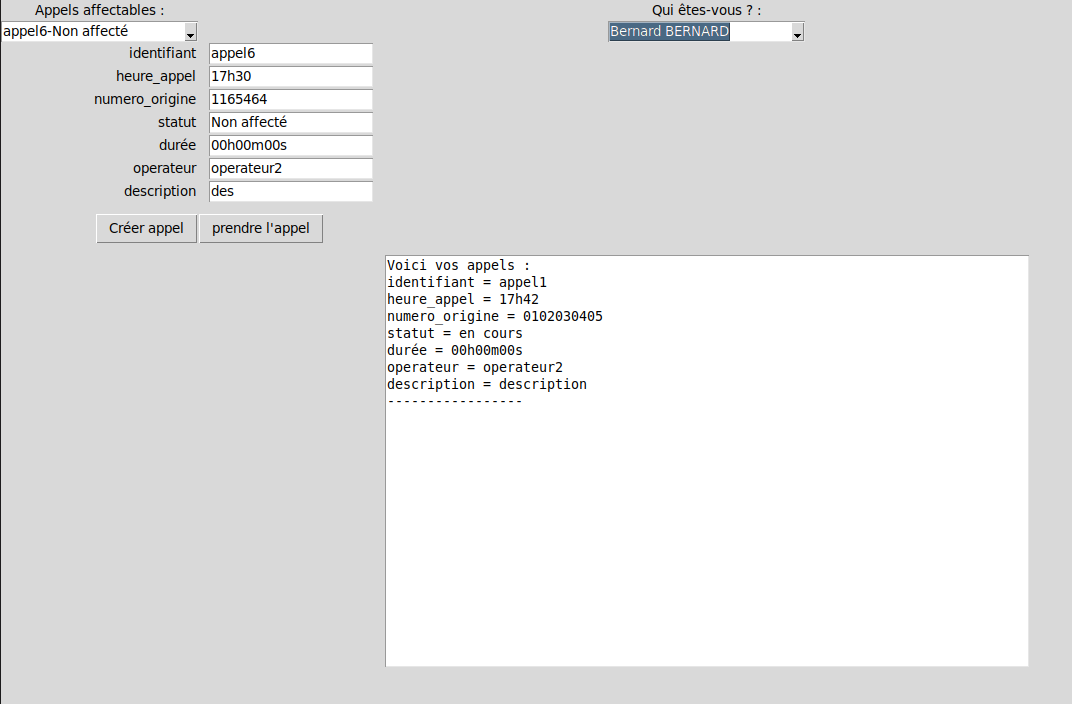 Appels affectables :
Qui êtes-vous ? :
appel6-Non affecté
Bernard BERNARD
identifiant appel6
heure_appel 17h30
numero_origine 1165464
statut Non affecté
durée 00h00m00s
operateur operateur2
description des
Créer appel prendre l'appel
Voici vos appels :
identifiant = appel1
heure_appel = 17h42
numero_origine = 0102030405
statut = en cours
durée = 00h00m00s
operateur = operateur2
description = description
-----------------